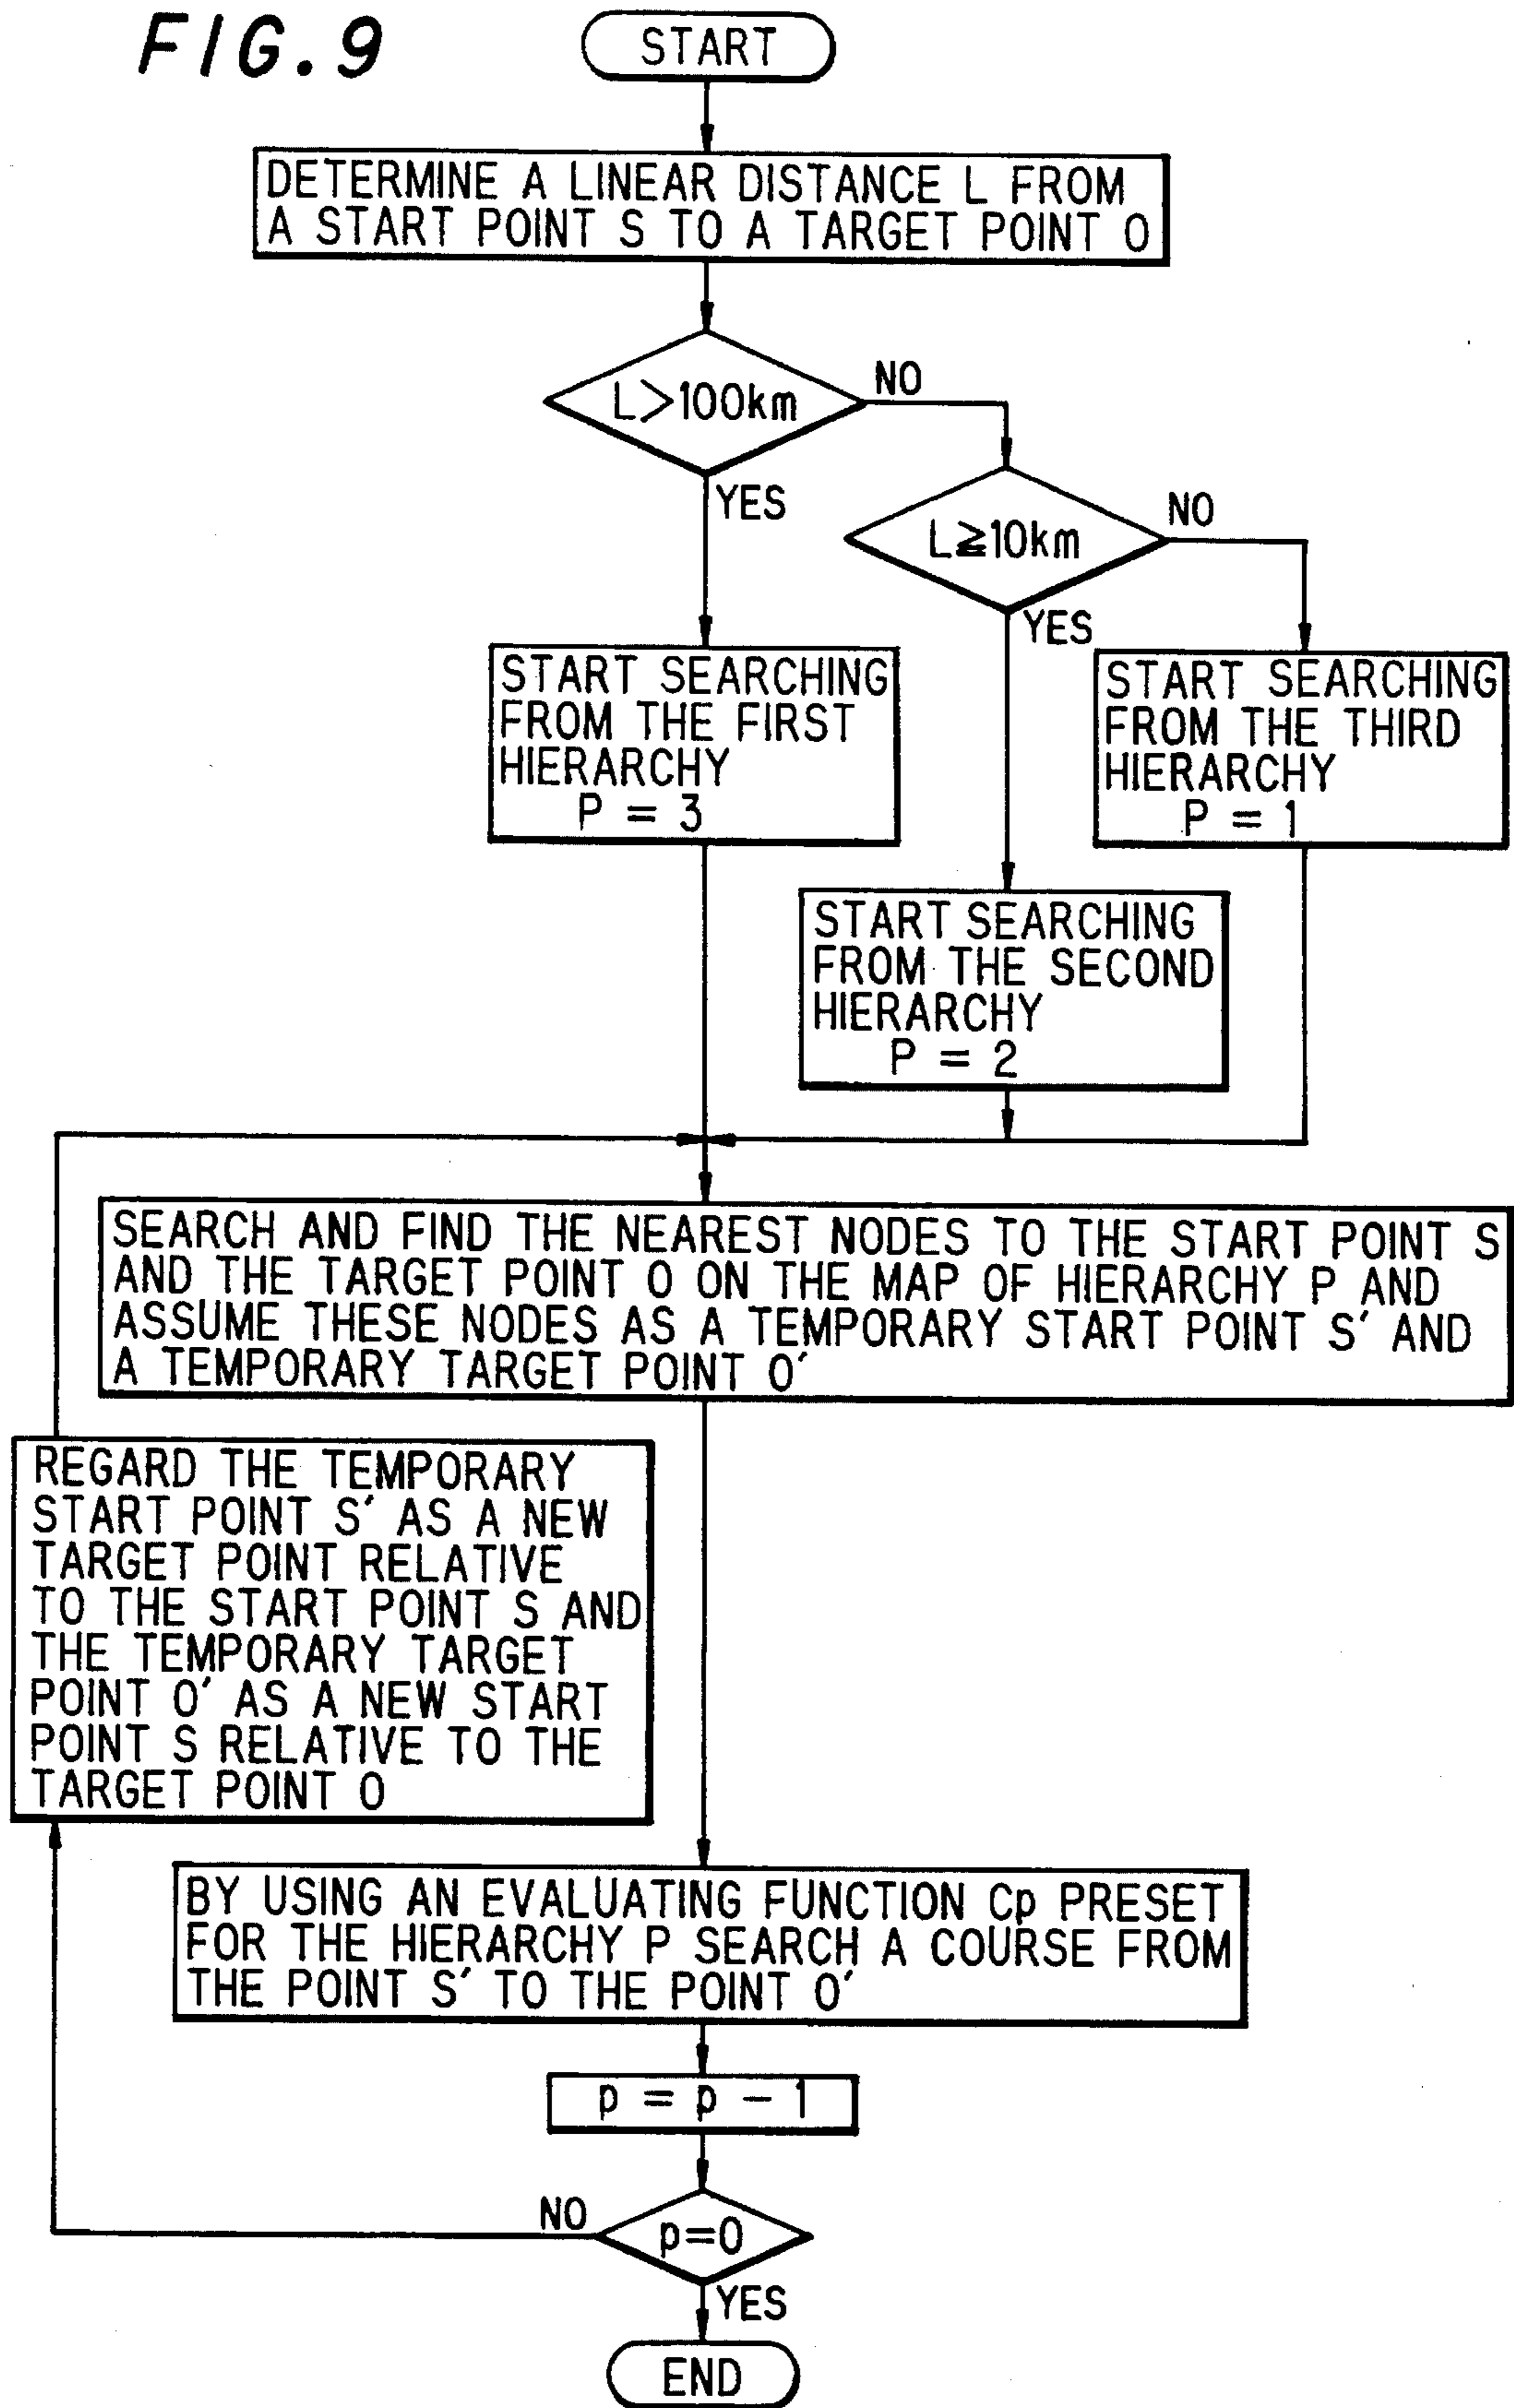 FIG. 9
START
DETERMINE A LINEAR DISTANCE L FROM
A START POINT S TO A TARGET POINT O
L>100km
NO
YES
L≧10km
NO
YES
START SEARCHING
FROM THE FIRST
HIERARCHY
P = 3
START SEARCHING
FROM THE THIRD
HIERARCHY
P = 1
START SEARCHING
FROM THE SECOND
HIERARCHY
P = 2
SEARCH AND FIND THE NEAREST NODES TO THE START POINT S
AND THE TARGET POINT O ON THE MAP OF HIERARCHY P AND
ASSUME THESE NODES AS A TEMPORARY START POINT S' AND
A TEMPORARY TARGET POINT O'
REGARD THE TEMPORARY
START POINT S' AS A NEW
TARGET POINT RELATIVE
TO THE START POINT S AND
THE TEMPORARY TARGET
POINT O' AS A NEW START
POINT S RELATIVE TO THE
TARGET POINT O
BY USING AN EVALUATING FUNCTION Cp PRESET
FOR THE HIERARCHY P SEARCH A COURSE FROM
THE POINT S' TO THE POINT O'
p = p - 1
NO
p=0
YES
END